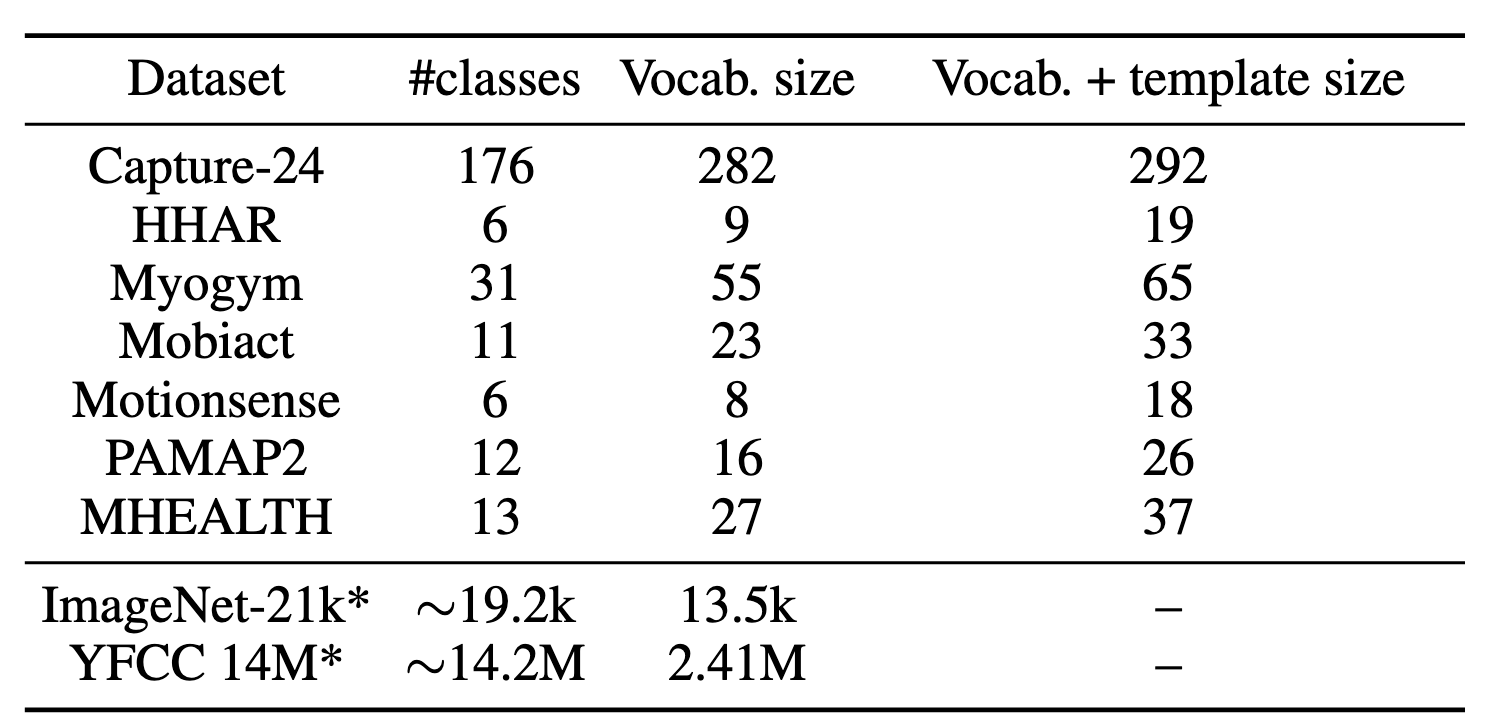 Dataset #classes Vocab. size Vocab. + template size
Capture-24 176 282 292
HHAR 6 9 19
Myogym 31 55 65
Mobiact 11 23 33
Motionsense 6 8 18
PAMAP2 12 16 26
MHEALTH 13 27 37
ImageNet-21k* ∼19.2k 13.5k –
YFCC 14M* ∼14.2M 2.41M –